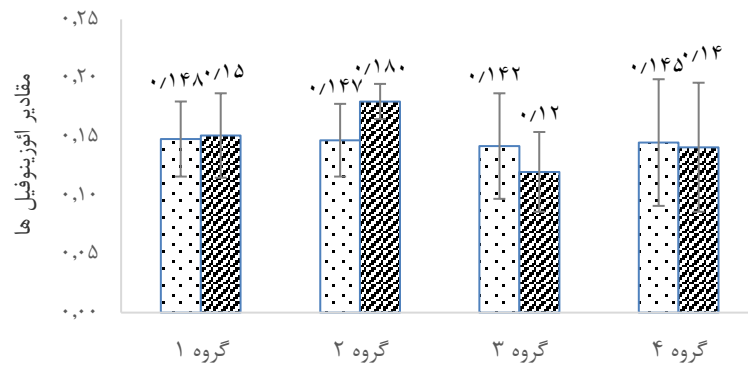 مقادیر ائوزینوفیل ها
۰,۲۵
۰,۲۰
۰,۱۵
۰,۱۰
۰,۰۵
۰,۰۰
۰/۱۴۸
۰/۱۵
۰/۱۴۷
۰/۱۸۰
۰/۱۴۲
۰/۱۲
۰/۱۴۵
۰/۱۴
گروه ۱
گروه ۲
گروه ۳
گروه ۴